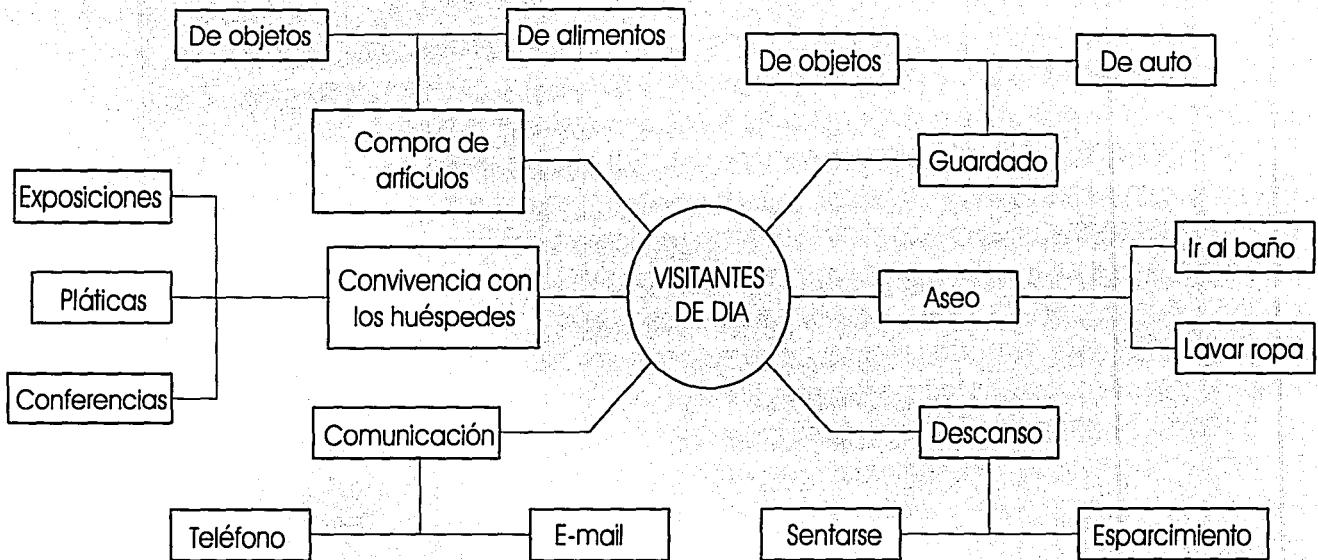 De objetos
De alimentos
De objetos
De auto
Compra de
artículos
Guardado
Exposiciones
Ir al baño
Pláticas
Convivencia con
los huéspedes
VISITANTES
DE DIA
Aseo
Lavar ropa
Conferencias
Comunicación
Descanso
Teléfono
E-mail
Sentarse
Esparcimiento